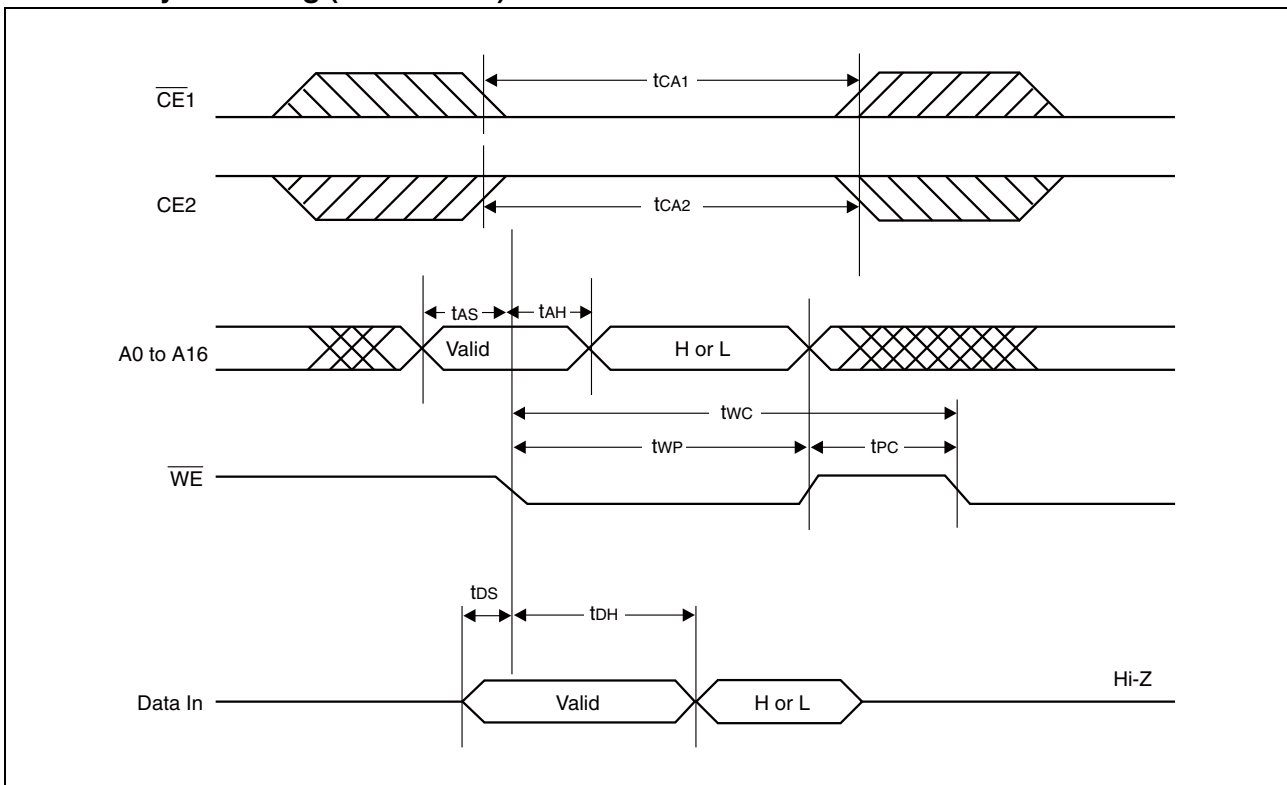 CE1
tCA1
CE2
tCA2
tAS
tAH
A0 to A16
Valid
H or L
tWC
tWP
tPC
WE
tDS
tDH
Data In
Valid
H or L
Hi-Z